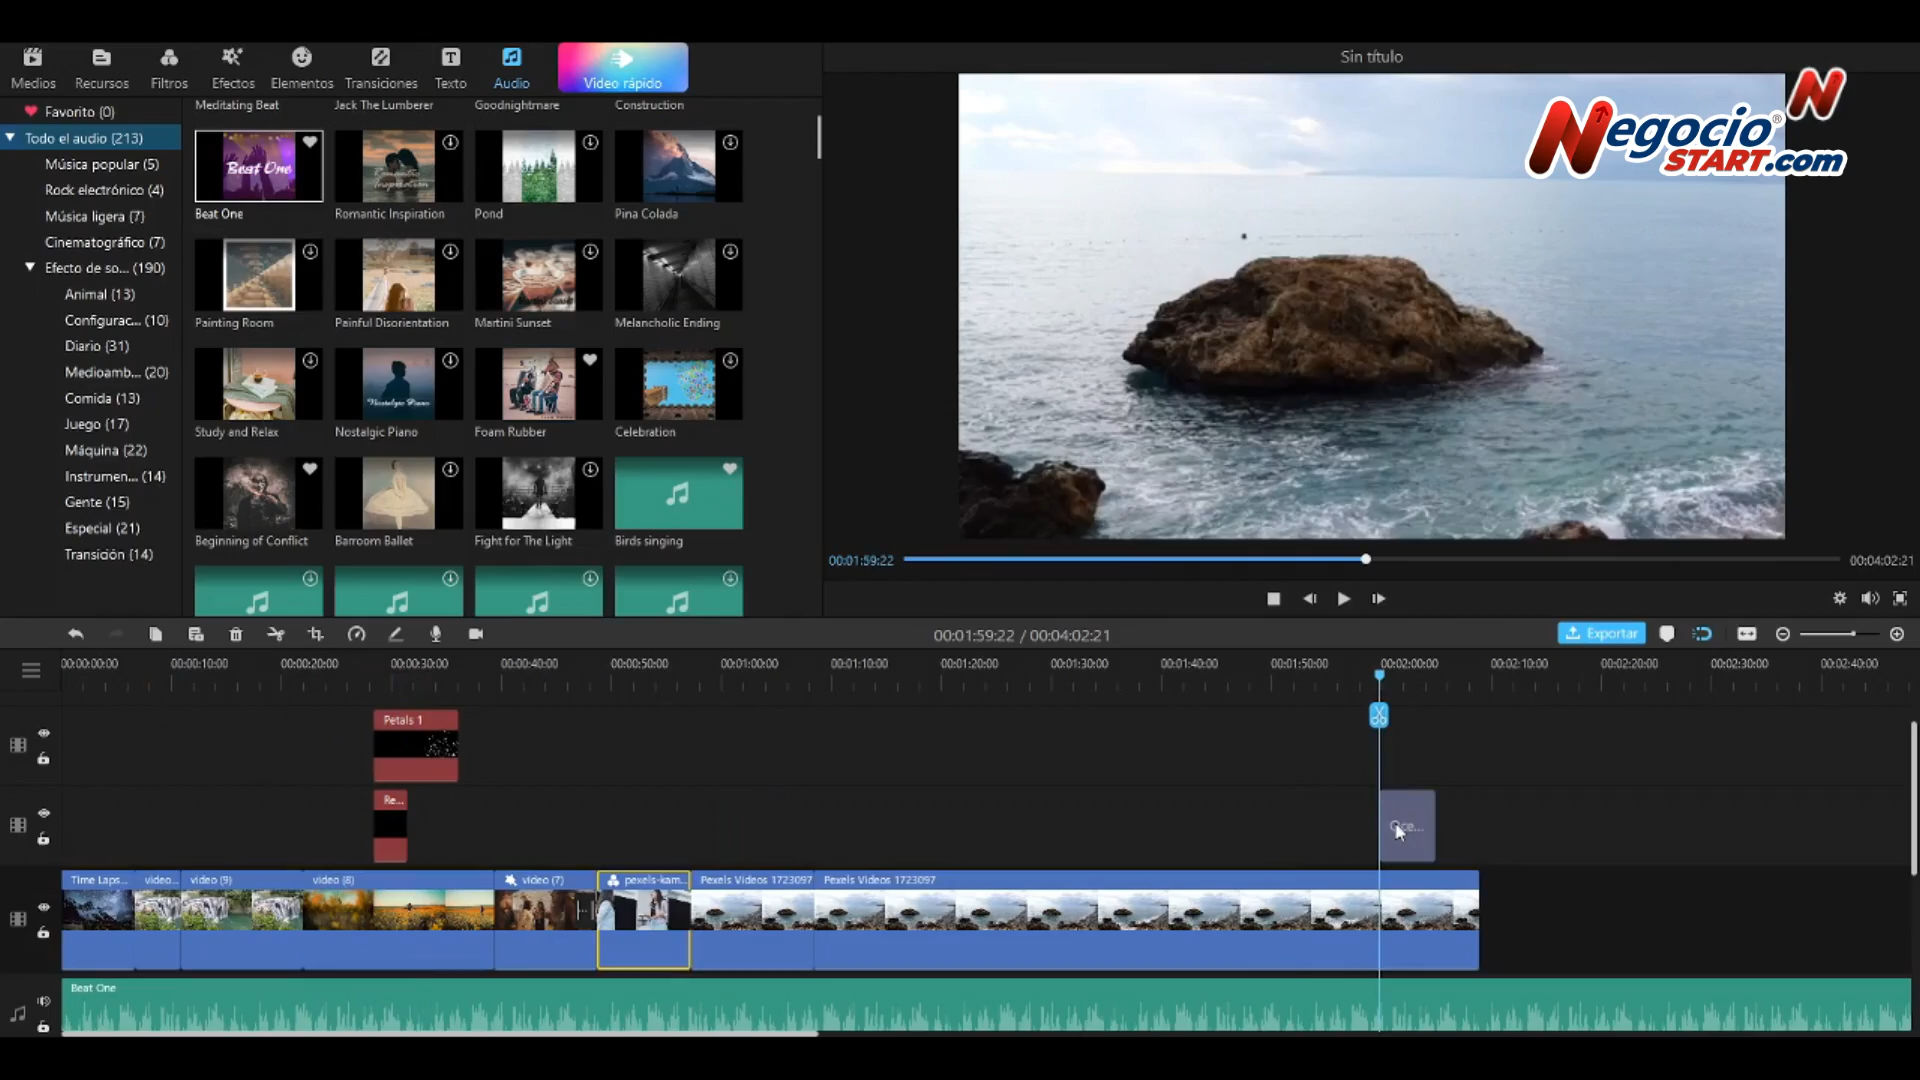 Medios
Recursos
Filtros
Efectos
Elementos
Transiciones
Texto
Audio
Video rápido
Sin título
Negocio®
START.com
N
Favorito (0)
Todo el audio (213)
Música popular (5)
Rock electrónico (4)
Música ligera (7)
Cinematográfico (7)
Efecto de so... (190)
Animal (13)
Configurac... (10)
Diario (31)
Medioamb... (20)
Comida (13)
Juego (17)
Máquina (22)
Instrumen... (14)
Gente (15)
Especial (21)
Transición (14)
Meditating Beat
Jack The Lumberer
Goodnightmare
Construction
Beat One
Beat One
Romantic Inspiration
Romantic Inspiration
Pond
Pina Colada
Painting Room
Painful Disorientation
Martini Sunset
Martini Sunset
Melancholic Ending
Study and Relax
Nostalgic Piano
Nostalgic Piano
Foam Rubber
Celebration
Beginning of Conflict
Barroom Ballet
Fight for The Light
Birds singing
00:01:59:22
00:04:02:21
00:01:59:22 / 00:04:02:21
Exportar
00:00:00:00
00:00:10:00
00:00:20:00
00:00:30:00
00:00:40:00
00:00:50:00
00:01:00:00
00:01:10:00
00:01:20:00
00:01:30:00
00:01:40:00
00:01:50:00
00:02:00:00
00:02:10:00
00:02:20:00
00:02:30:00
00:02:40:00
Petals 1
Re...
Time Laps...
video...
video (9)
video (8)
video (7)
pexels-kam...
Pexels Videos 1723097
Pexels Videos 1723097
Beat One